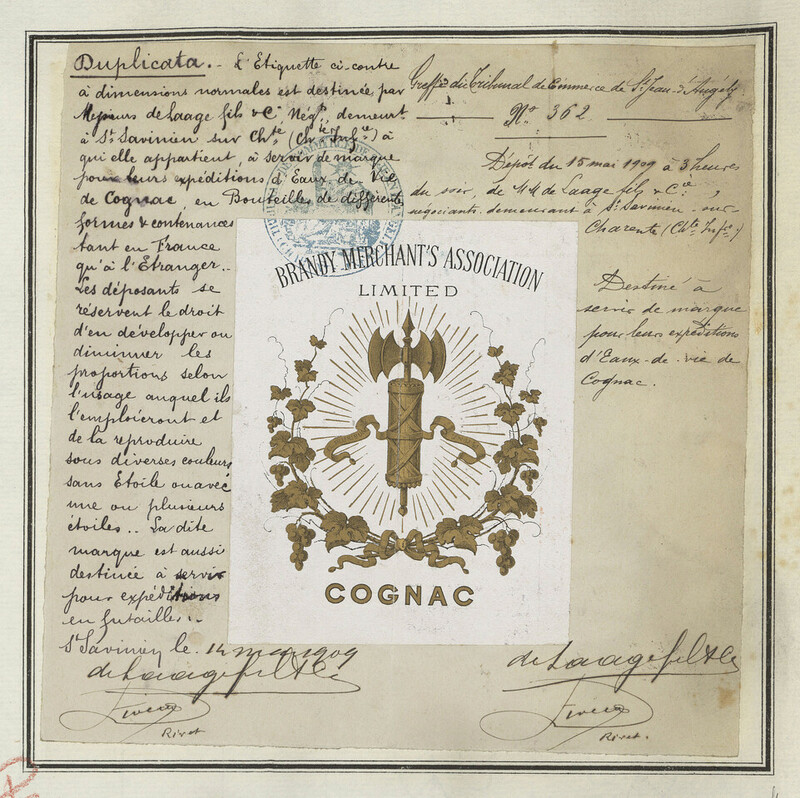 Duplicata. - L'Etiquette ci-contre
à dimensions normales est destinée par
Messieurs de Laage fils & Cie Négts, demeurt
à St Savinien sur Chte (Chte Infre) à
qui elle appartient, à servir de marque
pour leurs expéditions d'Eaux de Vie
de Cognac, en Bouteilles de différents
formes & contenances
tant en France
qu'à l'Etranger..
Les déposants se
réservent le droit
d'en développer ou
diminuer les
proportions selon
l'usage auquel ils
l'emploieront et
de la reproduire
sous diverses couleurs
sans Etoile ou avec
une ou plusieurs
étoiles.. La dite
marque est aussi
destinée à servir
pour expéditions
en futailles..
St Savinien le 14 mai 1909
de Laage fils & Cie
Rivet
Greffe du Tribunal de Commerce de St Jean-d'Angély
No 362
Dépôt du 15 mai 1909 à 3 heures
du soir, de MM de Laage fils & Cie,
négociants, demeurant à St Savinien-sur-
Charente (Chte Infre)
Destiné à
servir de marque
pour leurs expéditions
d'Eaux-de-vie de
Cognac.
de Laage fils & Cie
Rivet.
BRANDY MERCHANT'S ASSOCIATION
LIMITED
COGNAC